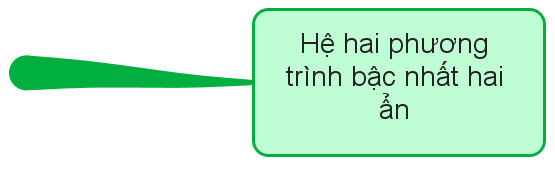 Hệ hai phương
trình bậc nhất hai
ẩn